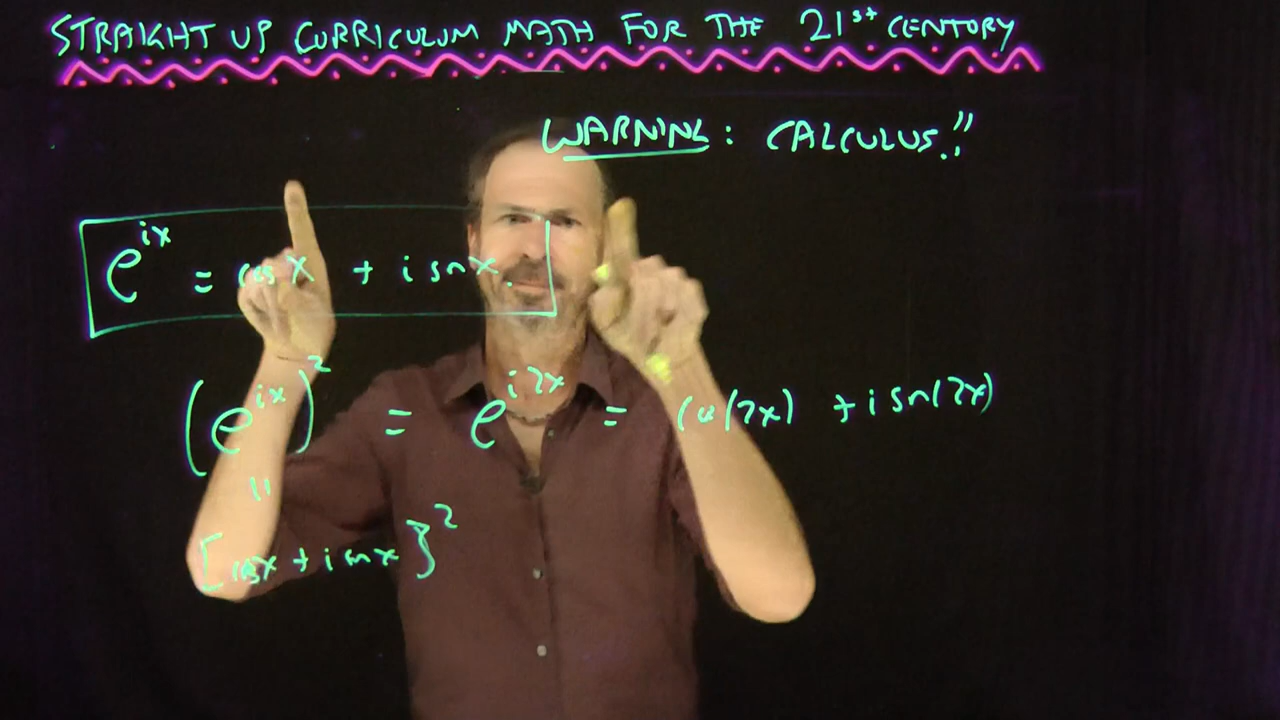 STRAIGHT UP CURRICULUM MATH FOR THE 21st CENTURY
WARNING: CALCULUS!!
e^{ix} = cos x + i sin x.
(e^{ix})^2 = e^{i2x} = cos(2x) + i sin(2x)
"
[cos x + i sin x]^2